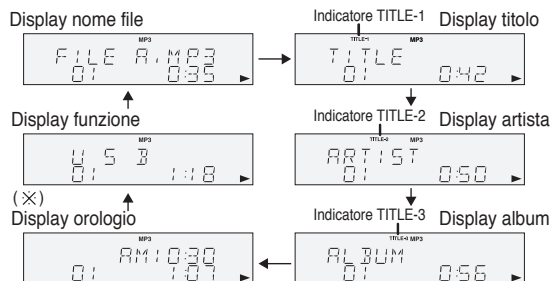 Display nome file
MP3
FILE A.MP3
01 0:35
Indicatore TITLE-1 Display titolo
TITLE-1 MP3
TITLE
01 0:42
Display funzione
MP3
USB
01 1:18
Indicatore TITLE-2 Display artista
TITLE-2 MP3
ARTIST
01 0:50
(※)
Display orologio
MP3
AM10:30
01 1:07
Indicatore TITLE-3 Display album
TITLE-3 MP3
ALBUM
01 0:56